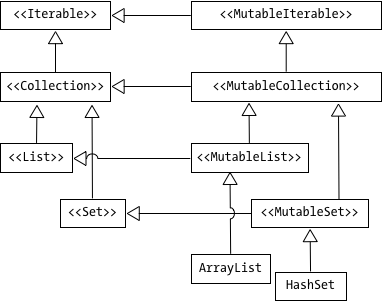 <<Iterable>>
<<MutableIterable>>
<<Collection>>
<<MutableCollection>>
<<List>>
<<MutableList>>
<<Set>>
<<MutableSet>>
ArrayList
HashSet